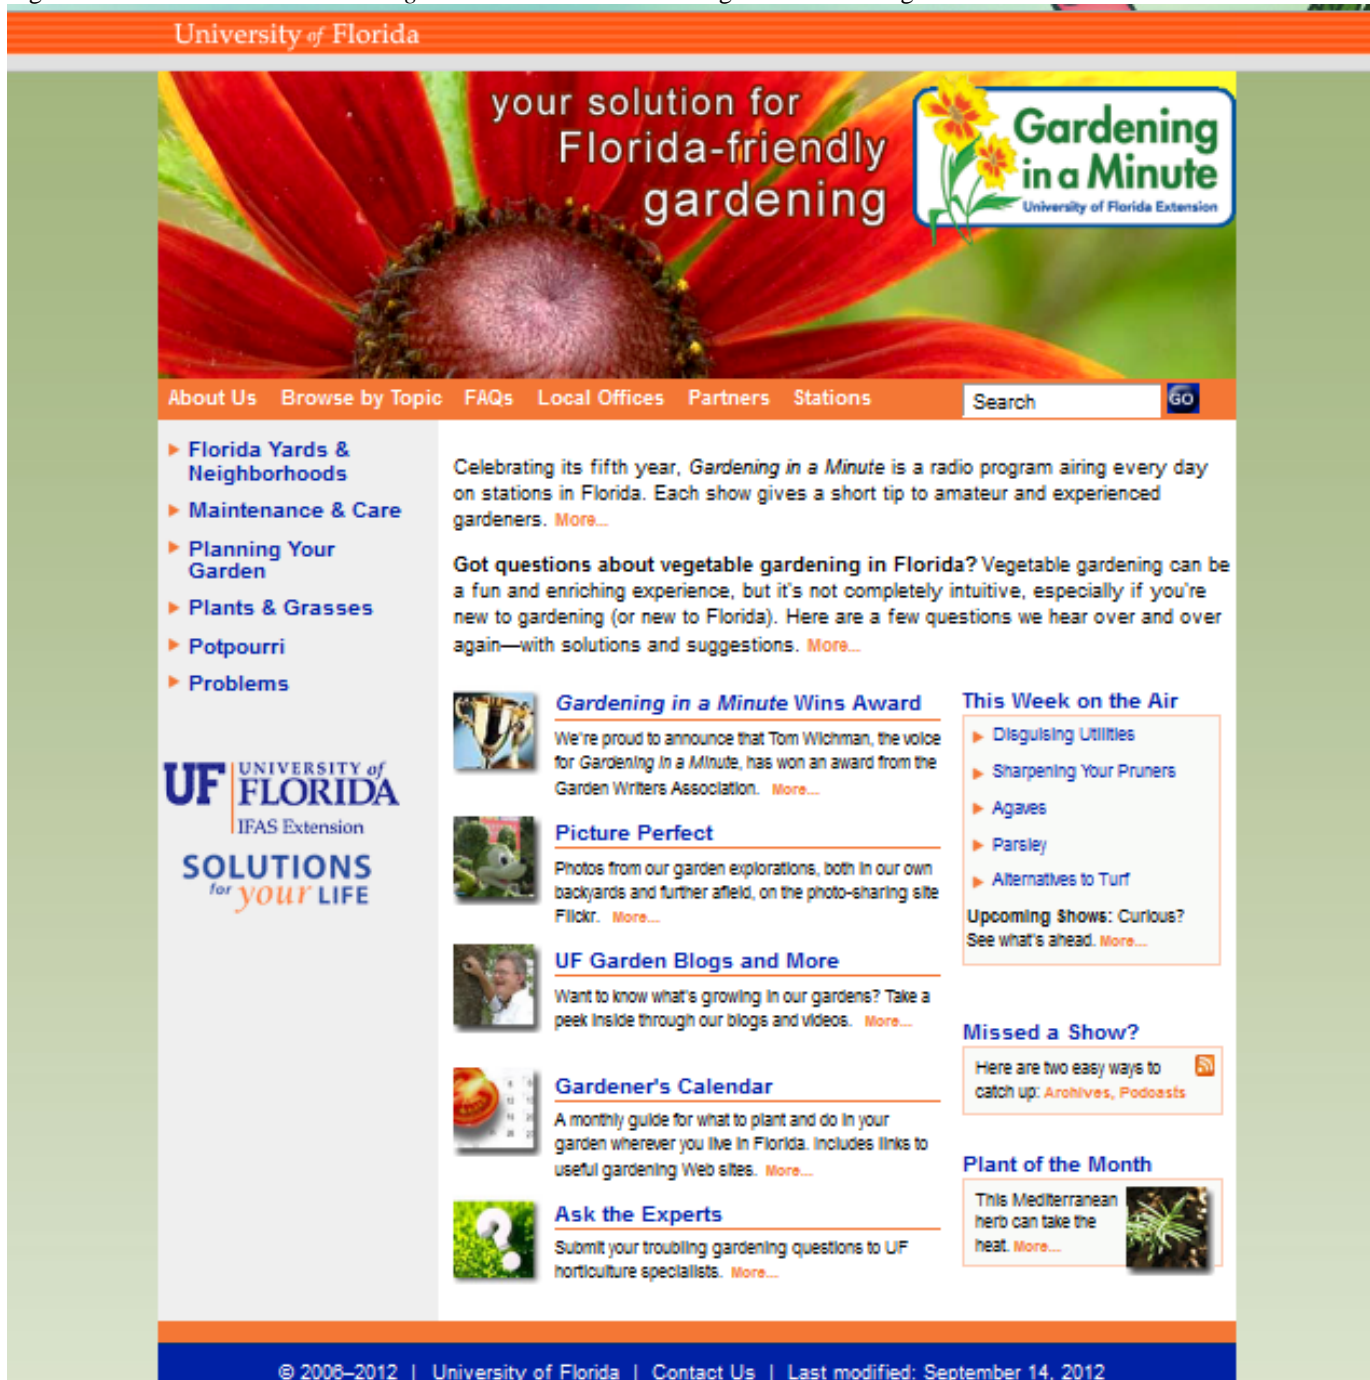 University of Florida
your solution for
Florida-friendly
gardening
Gardening
in a Minute
University of Florida Extension
About Us Browse by Topic FAQs Local Offices Partners Stations Search GO
Florida Yards &
Neighborhoods
Maintenance & Care
Planning Your
Garden
Plants & Grasses
Potpourri
Problems
UF UNIVERSITY of
FLORIDA
IFAS Extension
SOLUTIONS
for your LIFE
Celebrating its fifth year, Gardening in a Minute is a radio program airing every day
on stations in Florida. Each show gives a short tip to amateur and experienced
gardeners. More...
Got questions about vegetable gardening in Florida? Vegetable gardening can be
a fun and enriching experience, but it's not completely intuitive, especially if you're
new to gardening (or new to Florida). Here are a few questions we hear over and over
again—with solutions and suggestions. More...
Gardening in a Minute Wins Award
We're proud to announce that Tom Wichman, the voice
for Gardening in a Minute, has won an award from the
Garden Writers Association. More...
Picture Perfect
Photos from our garden explorations, both in our own
backyards and further afield, on the photo-sharing site
Flickr. More...
UF Garden Blogs and More
Want to know what's growing in our gardens? Take a
peek inside through our blogs and videos. More...
Gardener's Calendar
A monthly guide for what to plant and do in your
garden wherever you live in Florida. Includes links to
useful gardening Web sites. More...
Ask the Experts
Submit your troubling gardening questions to UF
horticulture specialists. More...
This Week on the Air
Disguising Utilities
Sharpening Your Pruners
Agaves
Parsley
Alternatives to Turf
Upcoming Shows: Curious?
See what's ahead. More...
Missed a Show?
Here are two easy ways to
catch up: Archives, Podcasts
Plant of the Month
This Mediterranean
herb can take the
heat. More...
© 2006–2012 | University of Florida | Contact Us | Last modified: September 14, 2012